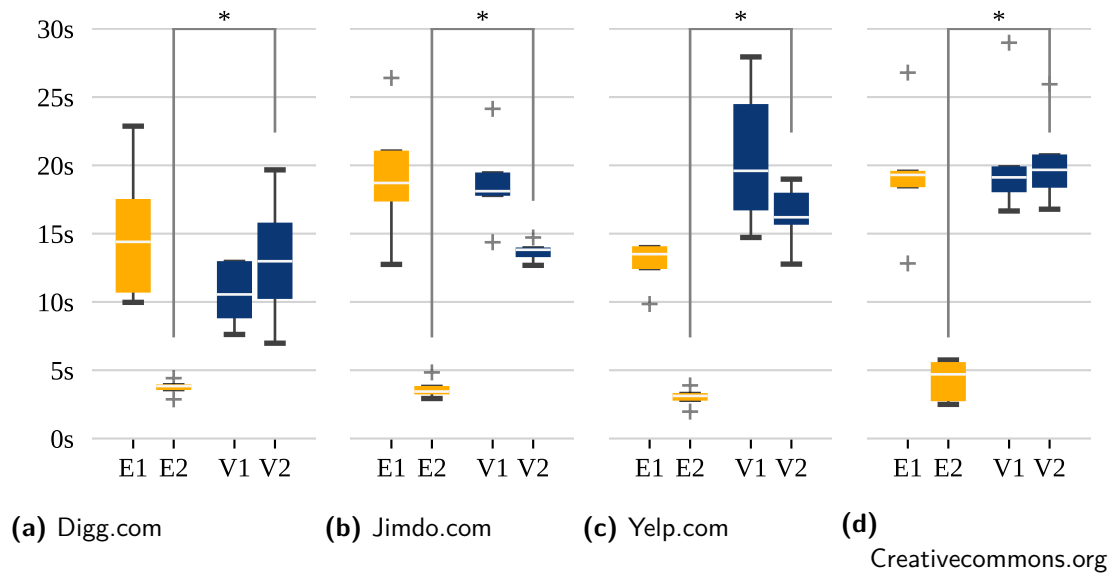 * * * *
30s
25s
20s
15s
10s
5s
0s
E1 E2 V1 V2 E1 E2 V1 V2 E1 E2 V1 V2 E1 E2 V1 V2
(a) Digg.com (b) Jimdo.com (c) Yelp.com (d)
Creativecommons.org